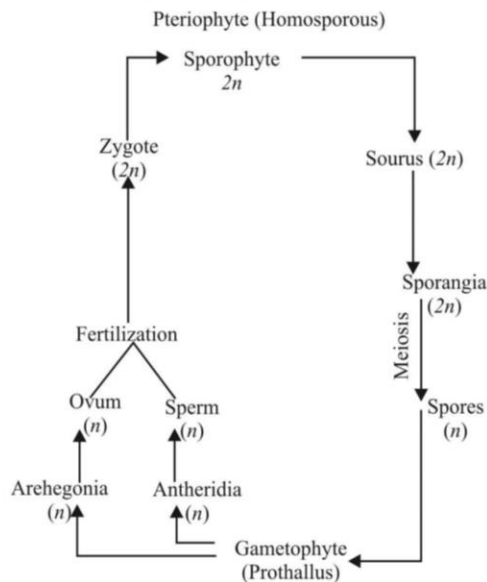 Pteriophyte (Homosporous)
Sporophyte
2n
Zygote
(2n)
Sourus (2n)
Sporangia
(2n)
Meiosis
Fertilization
Ovum
(n)
Sperm
(n)
Spores
(n)
Arehegonia
(n)
Antheridia
(n)
Gametophyte
(Prothallus)